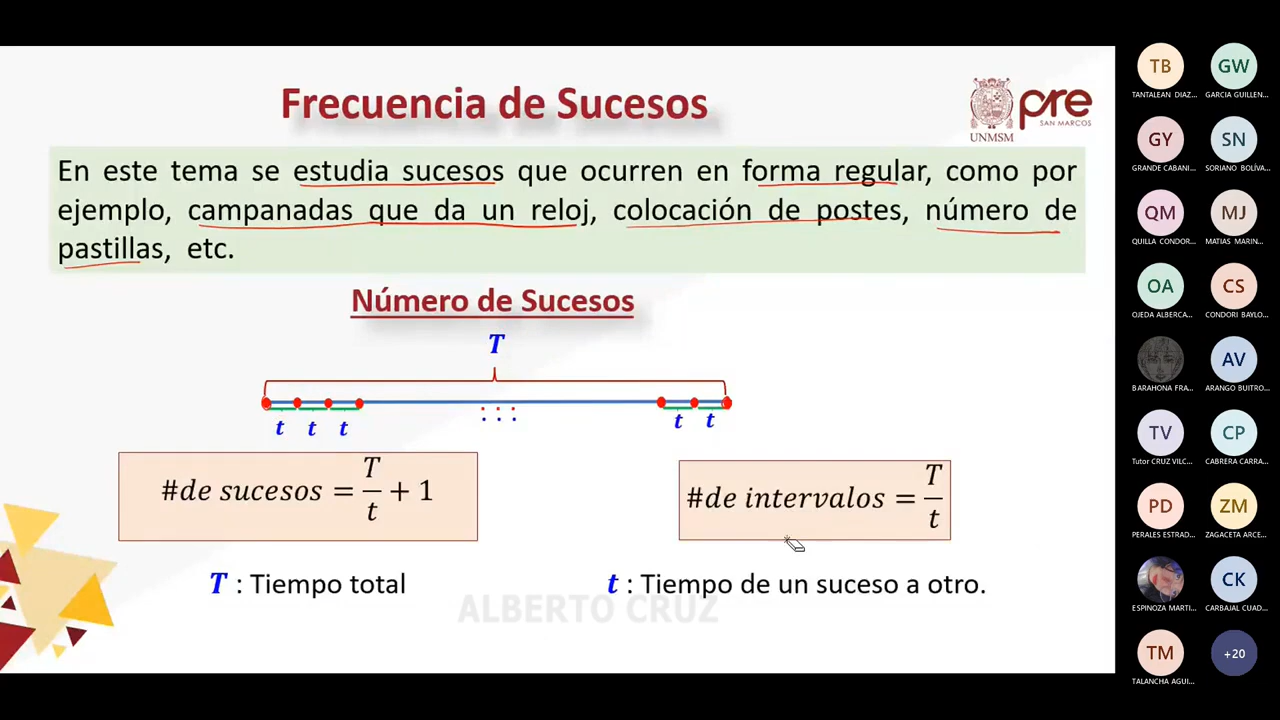 Frecuencia de Sucesos
UNMSM
pre
SAN MARCOS
En este tema se estudia sucesos que ocurren en forma regular, como por
ejemplo, campanadas que da un reloj, colocación de postes, número de
pastillas, etc.
Número de Sucesos
T
t t t
t t
#de sucesos = T/t + 1
#de intervalos = T/t
T : Tiempo total
t : Tiempo de un suceso a otro.
ALBERTO CRUZ
TB GW
TANTALEAN DIAZ... GARCIA GUILLEN...
GY SN
GRANDE CABANI... SORIANO BOLÍVA...
QM MJ
QUILLA CONDOR... MATIAS MARIN...
OA CS
OJEDA ALBERCA... CONDORI BAYLO...
AV
BARAHONA FRA... ARANGO BUITRO...
TV CP
Tutor CRUZ VILC... CABRERA CARRA...
PD ZM
PERALES ESTRAD... ZAGACETA ARCE...
CK
ESPINOZA MARTI... CARBAJAL CUAD...
TM +20
TALANCHA AGUI...